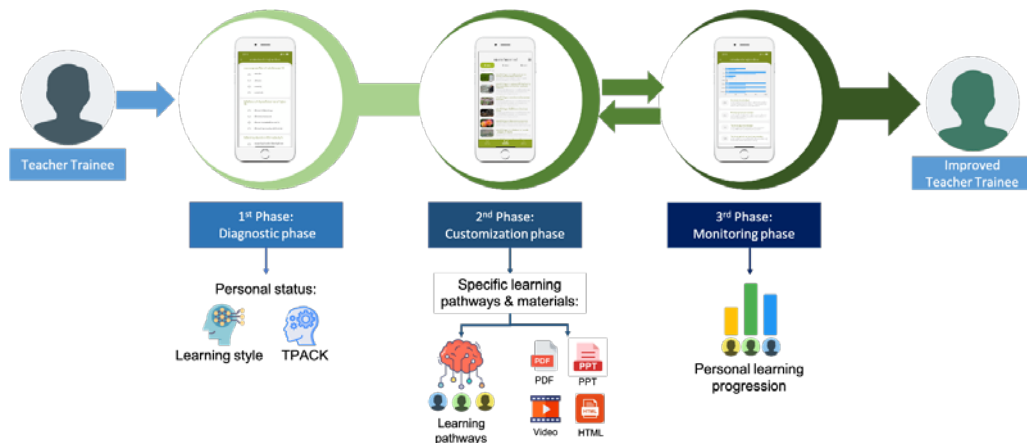 Teacher Trainee
Improved
Teacher Trainee
1st Phase:
Diagnostic phase
2nd Phase:
Customization phase
3rd Phase:
Monitoring phase
Personal status:
Learning style
TPACK
Specific learning
pathways & materials:
Learning
pathways
PDF
PDF
PPT
PPT
Video
HTML
HTML
Personal learning
progression